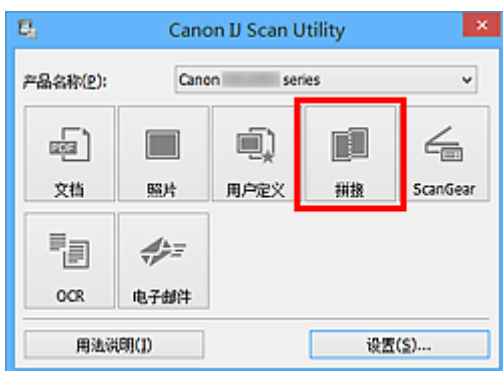 Canon IJ Scan Utility
产品名称(P): Canon series
文档 照片 用户定义 拼接 ScanGear
OCR 电子邮件
用法说明(I) 设置(S)...